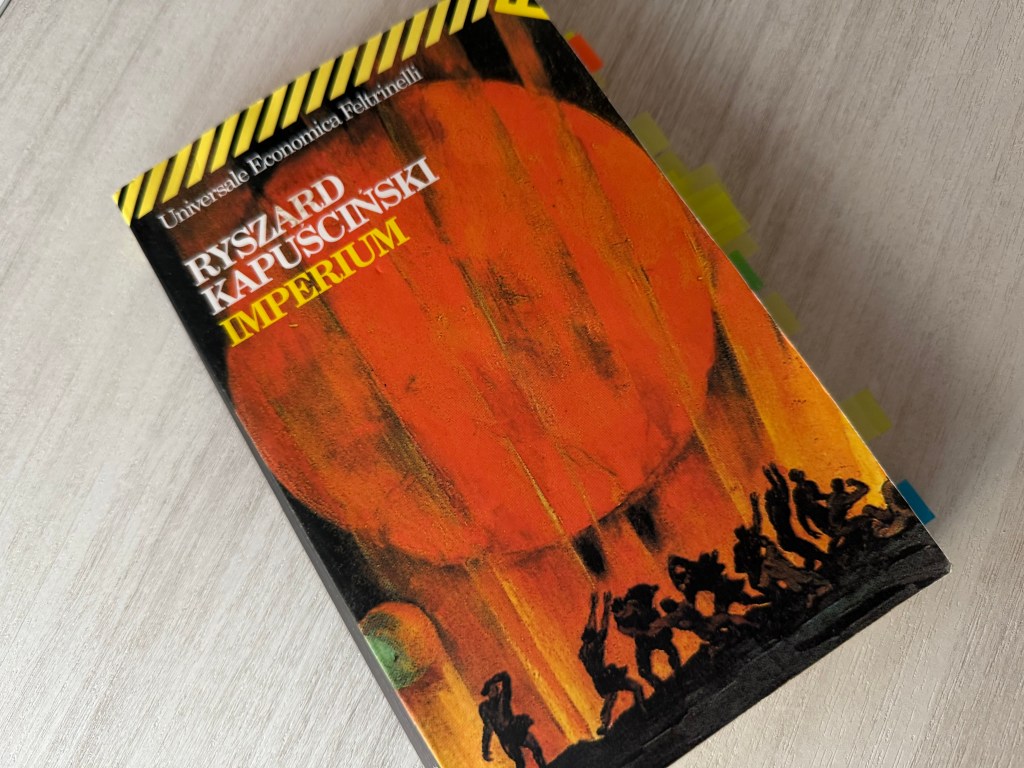 Universale Economica Feltrinelli
RYSZARD
KAPUŚCIŃSKI
IMPERIUM